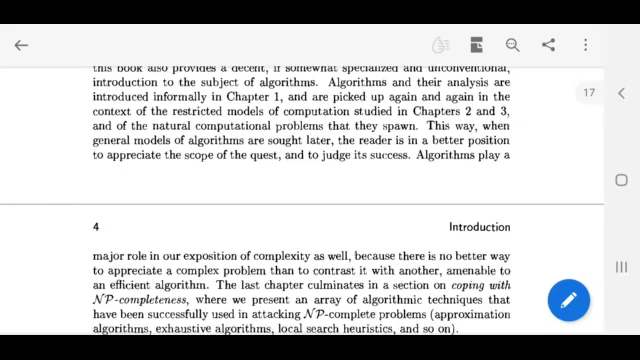 this book also provides a decent, if somewhat specialized and unconventional,
introduction to the subject of algorithms. Algorithms and their analysis are
introduced informally in Chapter 1, and are picked up again and again in the
context of the restricted models of computation studied in Chapters 2 and 3,
and of the natural computational problems that they spawn. This way, when
general models of algorithms are sought later, the reader is in a better position
to appreciate the scope of the quest, and to judge its success. Algorithms play a
17
4 Introduction
major role in our exposition of complexity as well, because there is no better way
to appreciate a complex problem than to contrast it with another, amenable to
an efficient algorithm. The last chapter culminates in a section on coping with
NP-completeness, where we present an array of algorithmic techniques that
have been successfully used in attacking NP-complete problems (approximation
algorithms, exhaustive algorithms, local search heuristics, and so on).